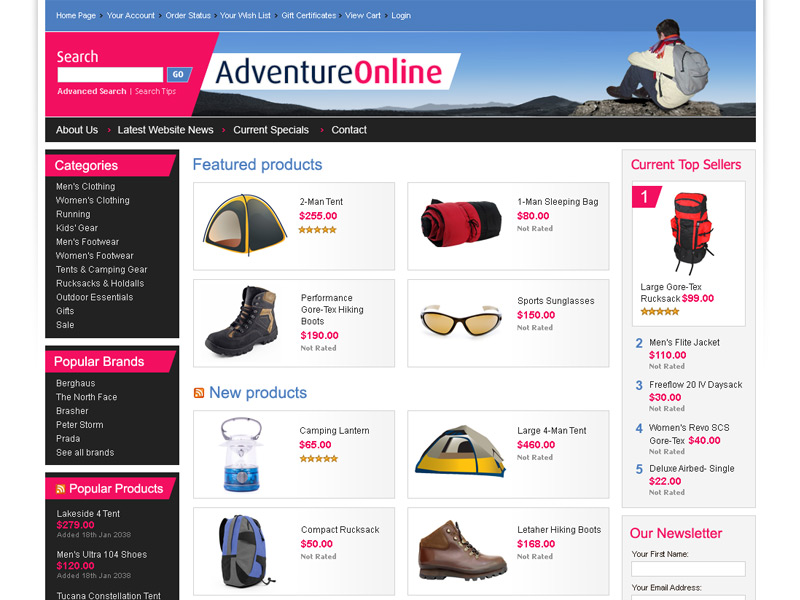 Home Page › Your Account › Order Status › Your Wish List › Gift Certificates › View Cart › Login
Search
GO
Advanced Search | Search Tips
AdventureOnline
About Us › Latest Website News › Current Specials › Contact
Categories
Men's Clothing
Women's Clothing
Running
Kids' Gear
Men's Footwear
Women's Footwear
Tents & Camping Gear
Rucksacks & Holdalls
Outdoor Essentials
Gifts
Sale
Popular Brands
Berghaus
The North Face
Brasher
Peter Storm
Prada
See all brands
Popular Products
Lakeside 4 Tent
$279.00
Added 18th Jan 2038
Men's Ultra 104 Shoes
$120.00
Added 18th Jan 2038
Tucana Constellation Tent
Featured products
2-Man Tent
$255.00
1-Man Sleeping Bag
$80.00
Not Rated
Performance
Gore-Tex Hiking
Boots
$190.00
Not Rated
Sports Sunglasses
$150.00
Not Rated
New products
Camping Lantern
$65.00
Large 4-Man Tent
$460.00
Not Rated
Compact Rucksack
$50.00
Not Rated
Letaher Hiking Boots
$168.00
Not Rated
Current Top Sellers
1
Large Gore-Tex
Rucksack $99.00
2 Men's Flite Jacket
$110.00
Not Rated
3 Freeflow 20 IV Daysack
$30.00
Not Rated
4 Women's Revo SCS
Gore-Tex $40.00
Not Rated
5 Deluxe Airbed- Single
$22.00
Not Rated
Our Newsletter
Your First Name:
Your Email Address: